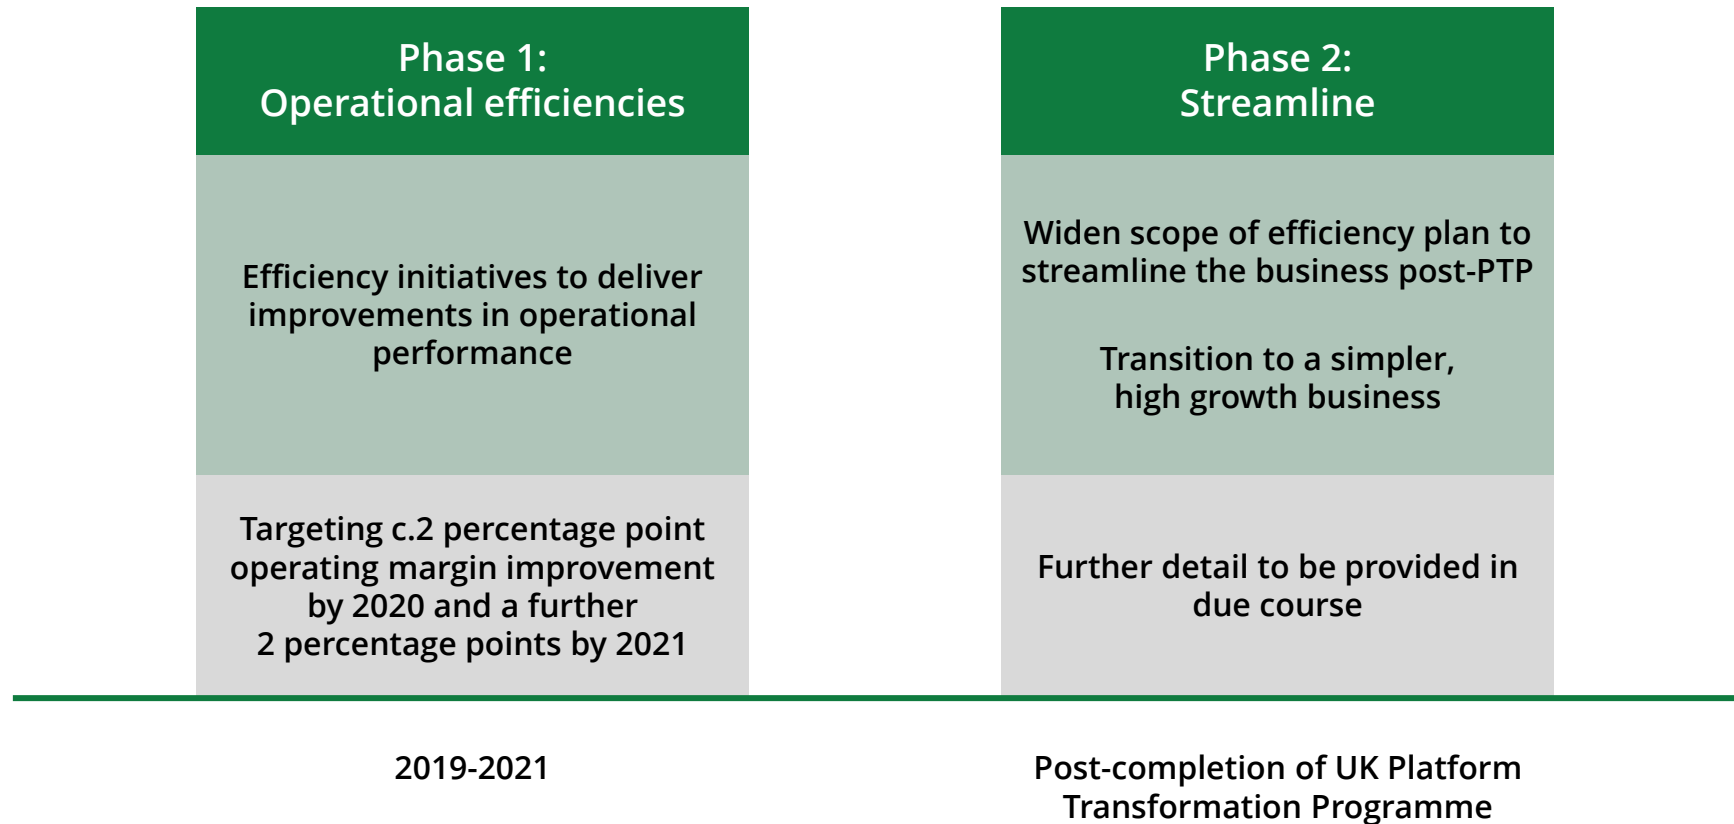 Phase 1:
Operational efficiencies
Efficiency initiatives to deliver
improvements in operational
performance
Targeting c.2 percentage point
operating margin improvement
by 2020 and a further
2 percentage points by 2021
2019-2021
Phase 2:
Streamline
Widen scope of efficiency plan to
streamline the business post-PTP
Transition to a simpler,
high growth business
Further detail to be provided in
due course
Post-completion of UK Platform
Transformation Programme